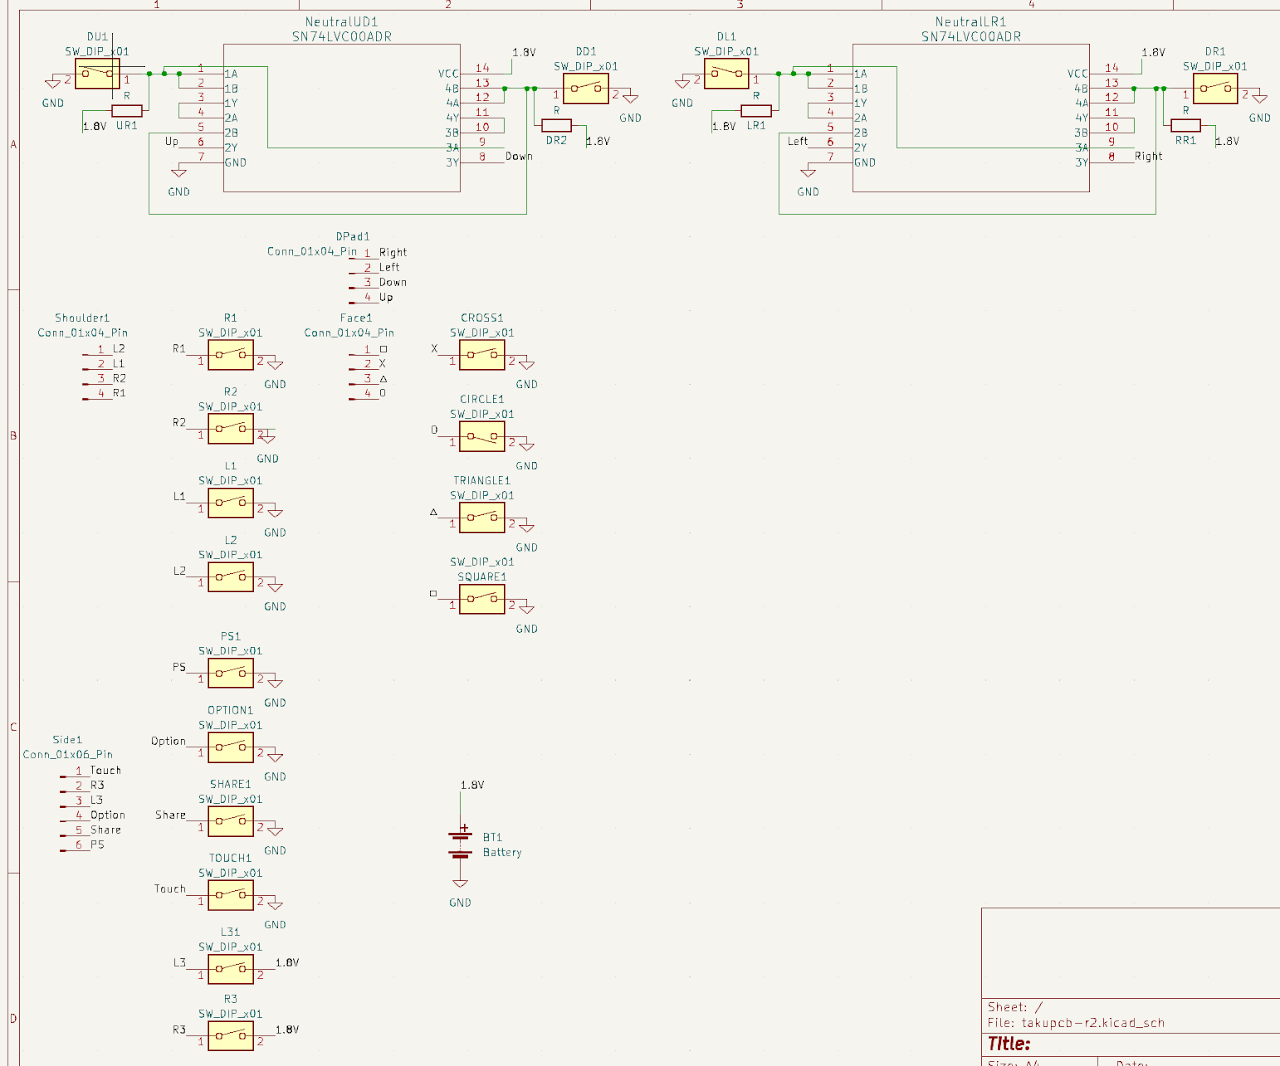 1 2 3 4
NeutralUD1
SN74LVC00ADR
DU1
SW_DIP_x01
2 1
GND
R
UR1
1.8V
1 1A
2 1B
3 1Y
4 2A
5 2B
Up 6 2Y
7 GND
GND
1.8V
VCC 14
4B 13
4A 12
4Y 11
3B 10
3A 9
3Y 8 Down
DD1
SW_DIP_x01
1 2
GND
R
DR2
1.8V
NeutralLR1
SN74LVC00ADR
DL1
SW_DIP_x01
2 1
GND
R
LR1
1.8V
1 1A
2 1B
3 1Y
4 2A
5 2B
Left 6 2Y
7 GND
GND
1.8V
VCC 14
4B 13
4A 12
4Y 11
3B 10
3A 9
3Y 8 Right
DR1
SW_DIP_x01
1 2
GND
R
RR1
1.8V
A
DPad1
Conn_01x04_Pin
1 Right
2 Left
3 Down
4 Up
Shoulder1
Conn_01x04_Pin
1 L2
2 L1
3 R2
4 R1
R1
SW_DIP_x01
R1 1 2
GND
R2
SW_DIP_x01
R2 1 2
GND
L1
SW_DIP_x01
L1 1 2
GND
L2
SW_DIP_x01
L2 1 2
GND
Face1
Conn_01x04_Pin
1 □
2 X
3 △
4 O
CROSS1
SW_DIP_x01
X 1 2
GND
CIRCLE1
SW_DIP_x01
O 1 2
GND
TRIANGLE1
SW_DIP_x01
△ 1 2
GND
SW_DIP_x01
SQUARE1
□ 1 2
GND
B
PS1
SW_DIP_x01
PS 1 2
GND
OPTION1
SW_DIP_x01
Option 1 2
GND
C
Side1
Conn_01x06_Pin
1 Touch
2 R3
3 L3
4 Option
5 Share
6 PS
SHARE1
SW_DIP_x01
Share 1 2
GND
TOUCH1
SW_DIP_x01
Touch 1 2
GND
1.8V
+
BT1
Battery
GND
L31
SW_DIP_x01
L3 1 2 1.8V
R3
SW_DIP_x01
R3 1 2 1.8V
D
Sheet: /
File: takupcb-r2.kicad_sch
Title:
Size: A4 Date: